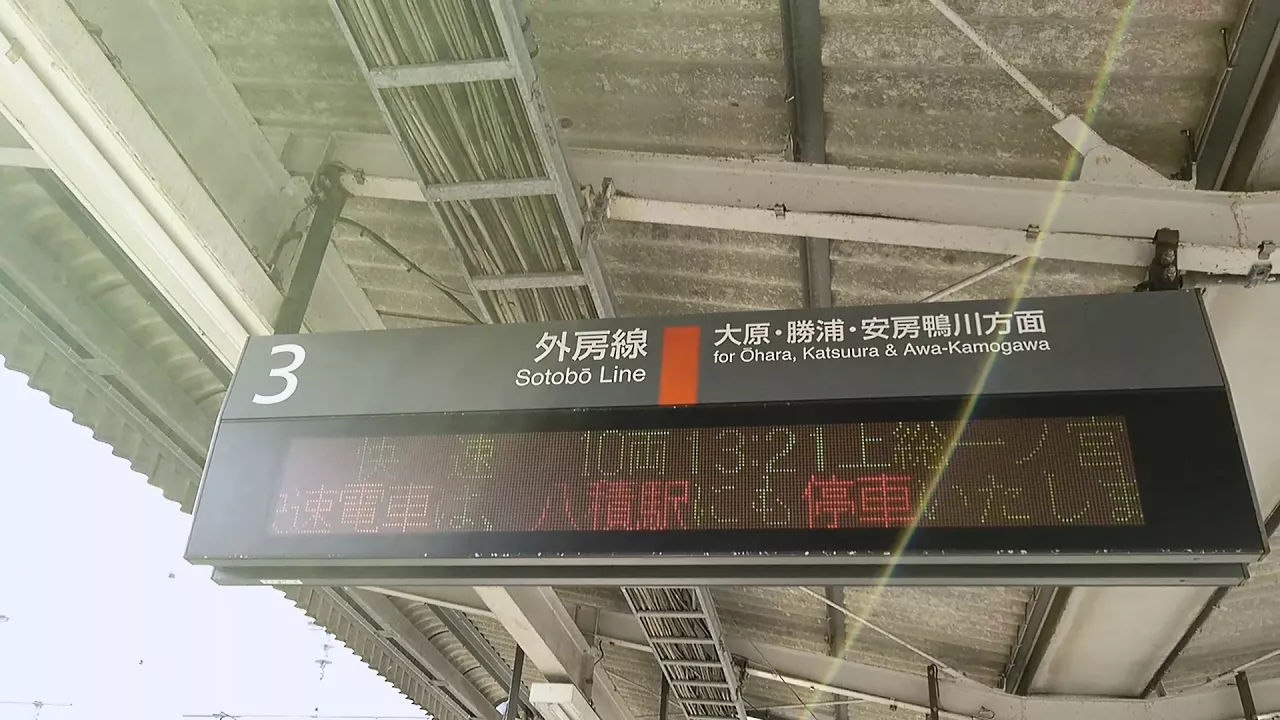 3
外房線
Sotobō Line
大原・勝浦・安房鴨川方面
for Ōhara, Katsuura & Awa-Kamogawa
快速 10両 13:21 上総一ノ宮
速電車は、八積駅にも停車いたしま